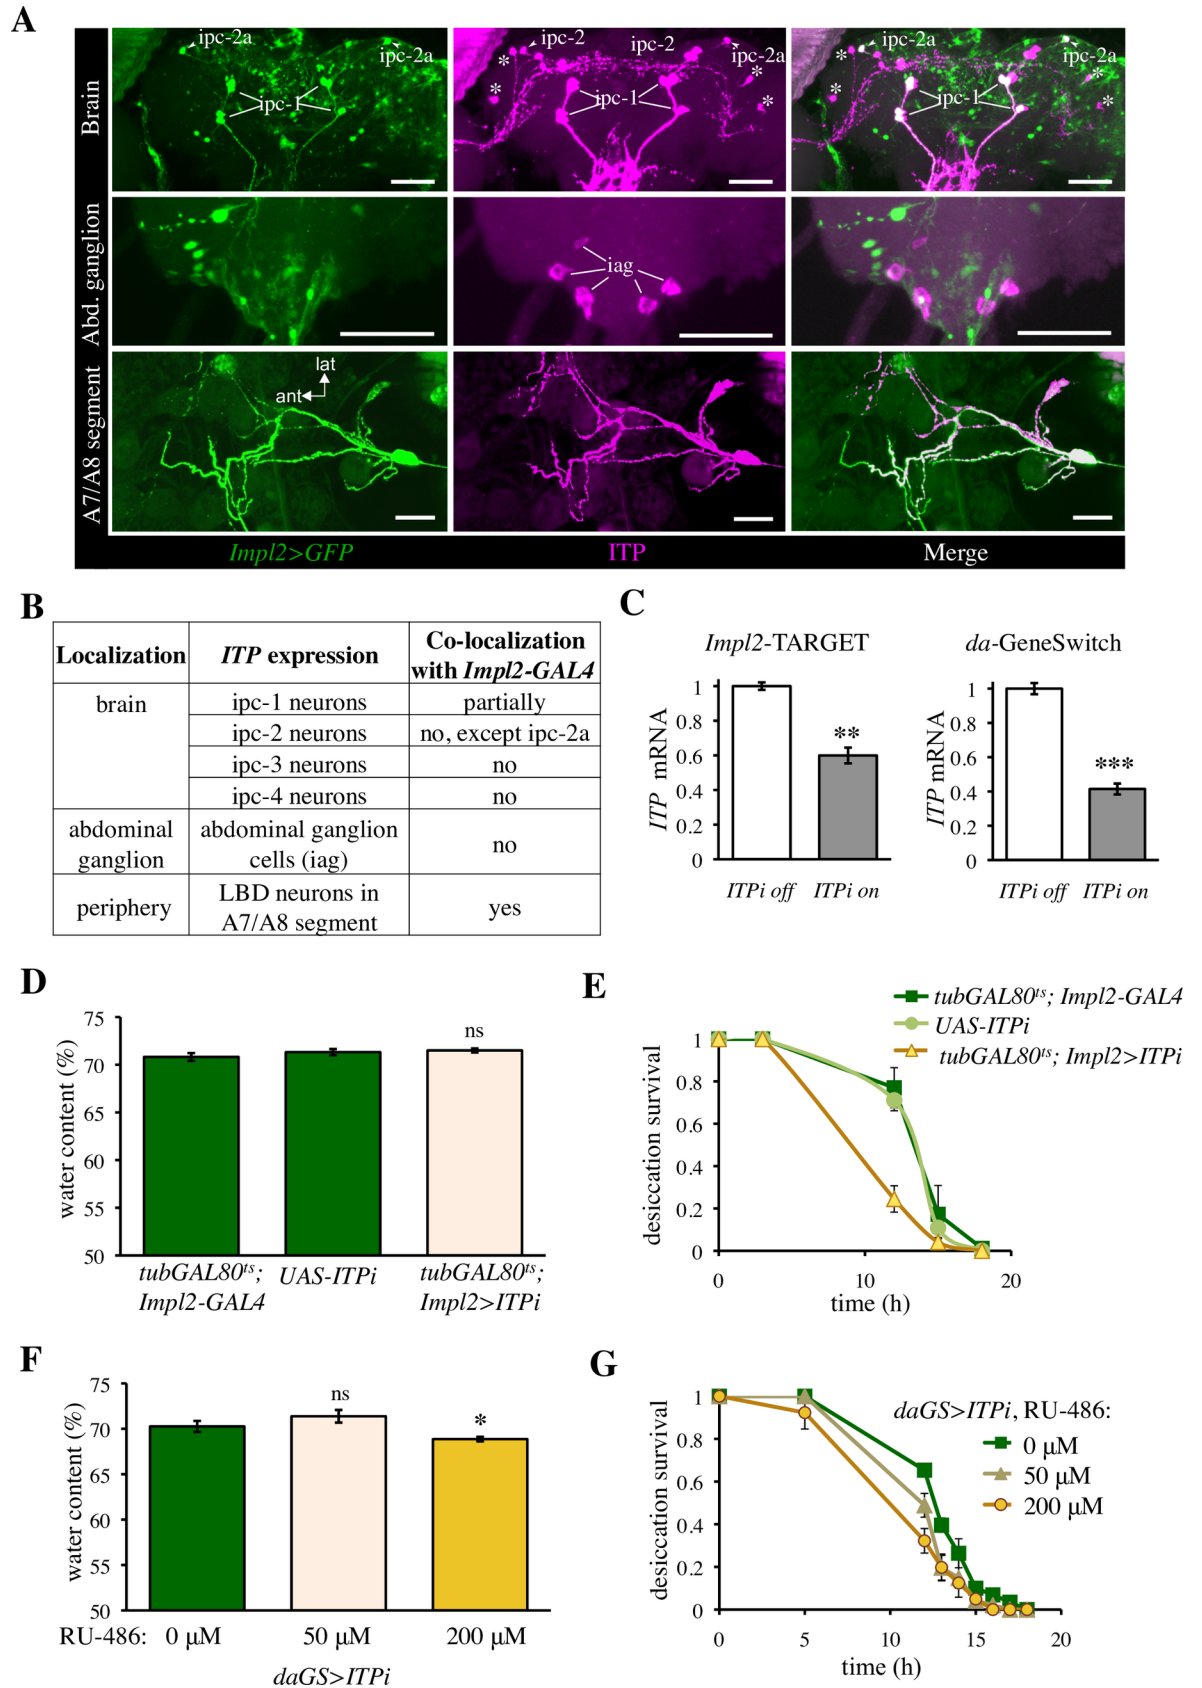 A
Brain
ipc-2a
ipc-2a
ipc-1
* ipc-2
ipc-2
ipc-2a
*
*
ipc-1
*
ipc-2a
*
ipc-2a
*
*
ipc-1
*
Abd. ganglion
iag
A7/A8 segment
lat
ant
Impl2>GFP
ITP
Merge
B
Localization
ITP expression
Co-localization
with Impl2-GAL4
brain
ipc-1 neurons
partially
ipc-2 neurons
no, except ipc-2a
ipc-3 neurons
no
ipc-4 neurons
no
abdominal
ganglion
abdominal ganglion
cells (iag)
no
periphery
LBD neurons in
A7/A8 segment
yes
C
Impl2-TARGET
ITP mRNA
1
0.8
0.6
0.4
0.2
0
**
ITPi off
ITPi on
da-GeneSwitch
ITP mRNA
1
0.8
0.6
0.4
0.2
0
***
ITPi off
ITPi on
D
water content (%)
75
70
65
60
55
50
ns
tubGAL80ts;
Impl2-GAL4
UAS-ITPi
tubGAL80ts;
Impl2>ITPi
E
tubGAL80ts; Impl2-GAL4
UAS-ITPi
tubGAL80ts; Impl2>ITPi
desiccation survival
1
0.8
0.6
0.4
0.2
0
0
10
20
time (h)
F
water content (%)
75
70
65
60
55
50
ns
*
RU-486: 0 µM
50 µM
200 µM
daGS>ITPi
G
daGS>ITPi, RU-486:
0 µM
50 µM
200 µM
desiccation survival
1
0.8
0.6
0.4
0.2
0
0
5
10
15
20
time (h)